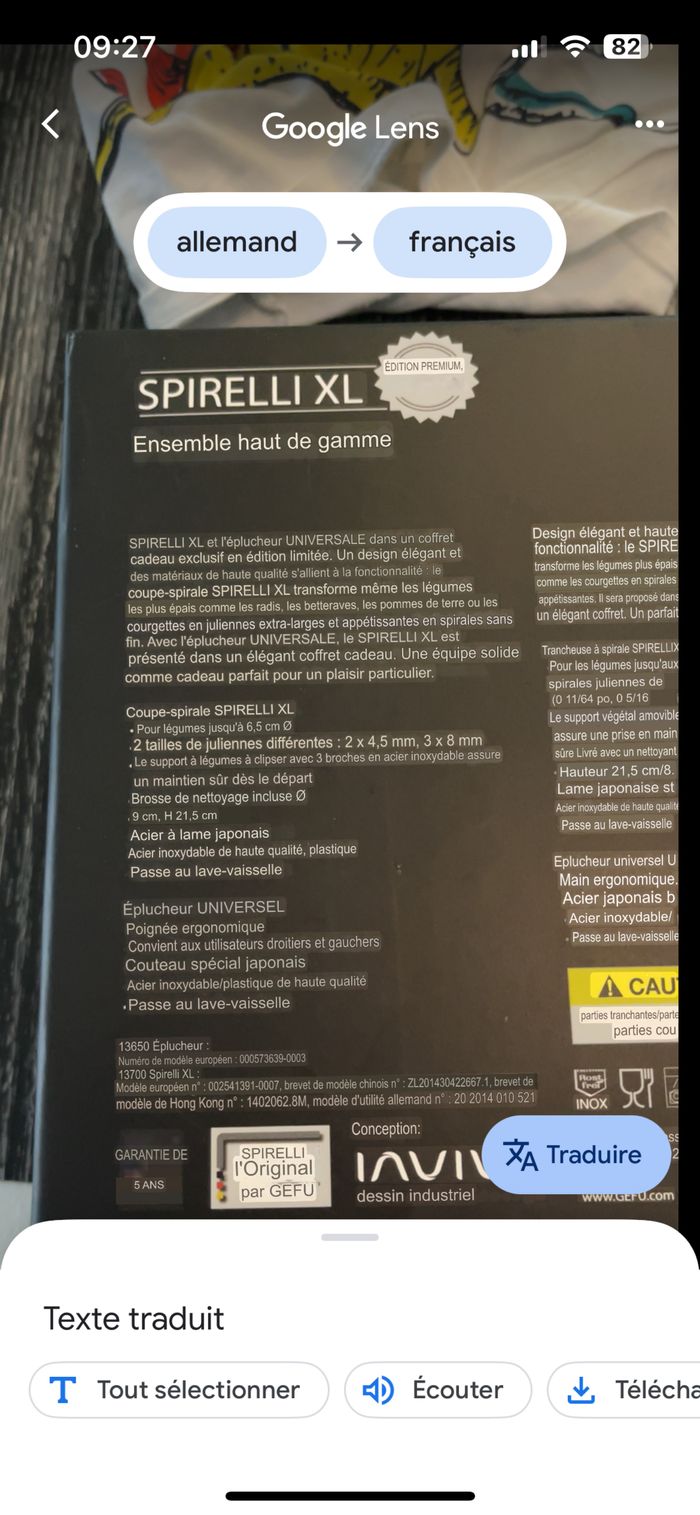 09:27
82
Google Lens
allemand → français
ÉDITION PREMIUM,
SPIRELLI XL
Ensemble haut de gamme
SPIRELLI XL et l'éplucheur UNIVERSALE dans un coffret
cadeau exclusif en édition limitée. Un design élégant et
des matériaux de haute qualité s'allient à la fonctionnalité : le
coupe-spirale SPIRELLI XL transforme même les légumes
les plus épais comme les radis, les betteraves, les pommes de terre ou les
courgettes en juliennes extra-larges et appétissantes en spirales sans
fin. Avec l'éplucheur UNIVERSALE, le SPIRELLI XL est
présenté dans un élégant coffret cadeau. Une équipe solide
comme cadeau parfait pour un plaisir particulier.
Coupe-spirale SPIRELLI XL
• Pour légumes jusqu'à 6,5 cm Ø
.2 tailles de juliennes différentes : 2 x 4,5 mm, 3 x 8 mm
.Le support à légumes à clipser avec 3 broches en acier inoxydable assure
un maintien sûr dès le départ
Brosse de nettoyage incluse Ø
. 9 cm, H 21,5 cm
Acier à lame japonais
Acier inoxydable de haute qualité, plastique
Passe au lave-vaisselle
Éplucheur UNIVERSEL
Poignée ergonomique
Convient aux utilisateurs droitiers et gauchers
Couteau spécial japonais
Acier inoxydable/plastique de haute qualité
.Passe au lave-vaisselle
13650 Éplucheur :
Numéro de modèle européen : 000573639-0003
13700 Spirelli XL :
Modèle européen n° : 002541391-0007, brevet de modèle chinois n° : ZL201430422667.1, brevet de
modèle de Hong Kong n° : 1402062.8M, modèle d'utilité allemand n° : 20 2014 010 521
GARANTIE DE
5 ANS
SPIRELLI
l'Original
par GEFU
Conception:
dessin industriel
Design élégant et haute
fonctionnalité : le SPIRE
transforme les légumes plus épais
comme les courgettes en spirales
appétissantes. Il sera proposé dans
un élégant coffret. Un parfait
Trancheuse à spirale SPIRELLIX
Pour les légumes jusqu'aux
spirales juliennes de
(0 11/64 po, 0 5/16
Le support végétal amovible
assure une prise en main
sûre Livré avec un nettoyant
· Hauteur 21,5 cm/8.
Lame japonaise st
Acier inoxydable de haute qualité
Passe au lave-vaisselle
Eplucheur universel U
Main ergonomique.
Acier japonais b
· Acier inoxydable/
· Passe au lave-vaisselle
CAU
parties tranchantes/parte
parties cou
Rost frei
INOX
www.GEFU.com
Traduire
Texte traduit
Tout sélectionner
Écouter
Télécha